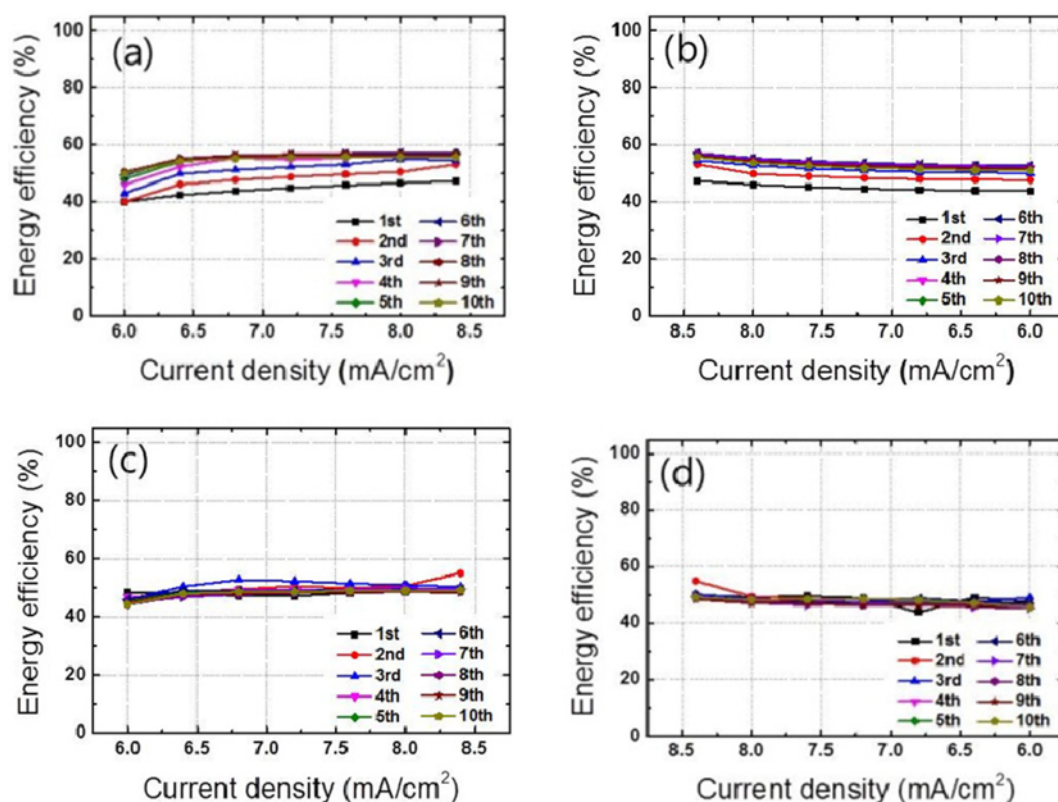 (a)
Energy efficiency (%)
100
80
60
40
20
0
1st 6th
2nd 7th
3rd 8th
4th 9th
5th 10th
6.0 6.5 7.0 7.5 8.0 8.5
Current density (mA/cm²)
(b)
Energy efficiency (%)
100
80
60
40
20
0
1st 6th
2nd 7th
3rd 8th
4th 9th
5th 10th
8.5 8.0 7.5 7.0 6.5 6.0
Current density (mA/cm²)
(c)
Energy efficiency (%)
100
80
60
40
20
0
1st 6th
2nd 7th
3rd 8th
4th 9th
5th 10th
6.0 6.5 7.0 7.5 8.0 8.5
Current density (mA/cm²)
(d)
Energy efficiency (%)
100
80
60
40
20
0
1st 6th
2nd 7th
3rd 8th
4th 9th
5th 10th
8.5 8.0 7.5 7.0 6.5 6.0
Current density (mA/cm²)